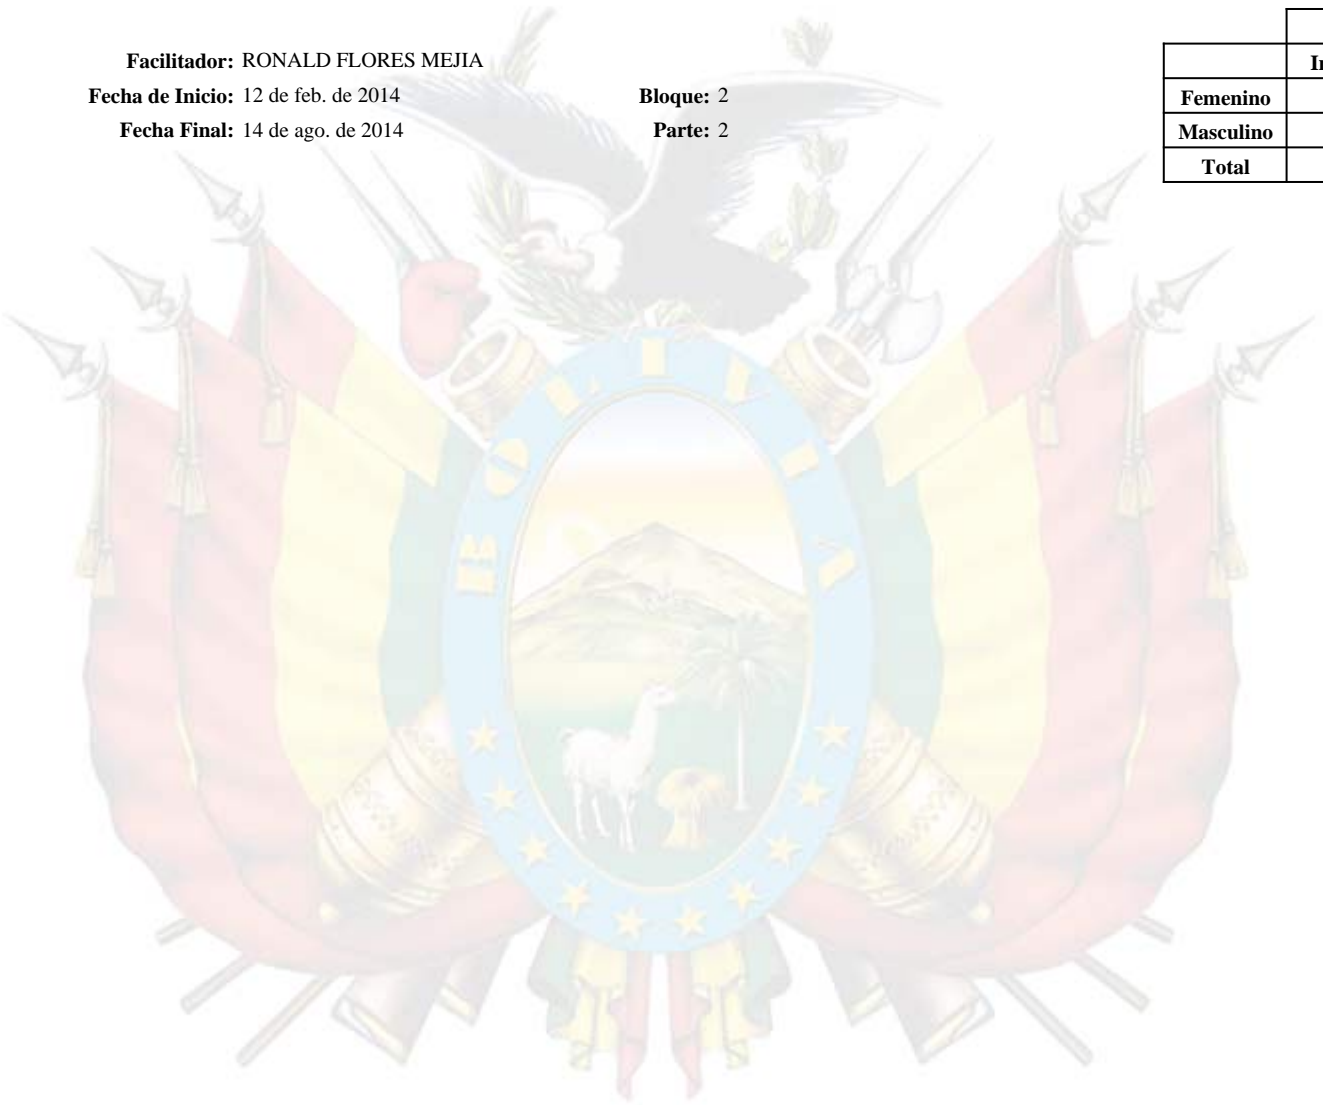 Facilitador: RONALD FLORES MEJIA
Fecha de Inicio: 12 de feb. de 2014 Bloque: 2
Fecha Final: 14 de ago. de 2014 Parte: 2
Femenino
Masculino
Total
BOLIVIA